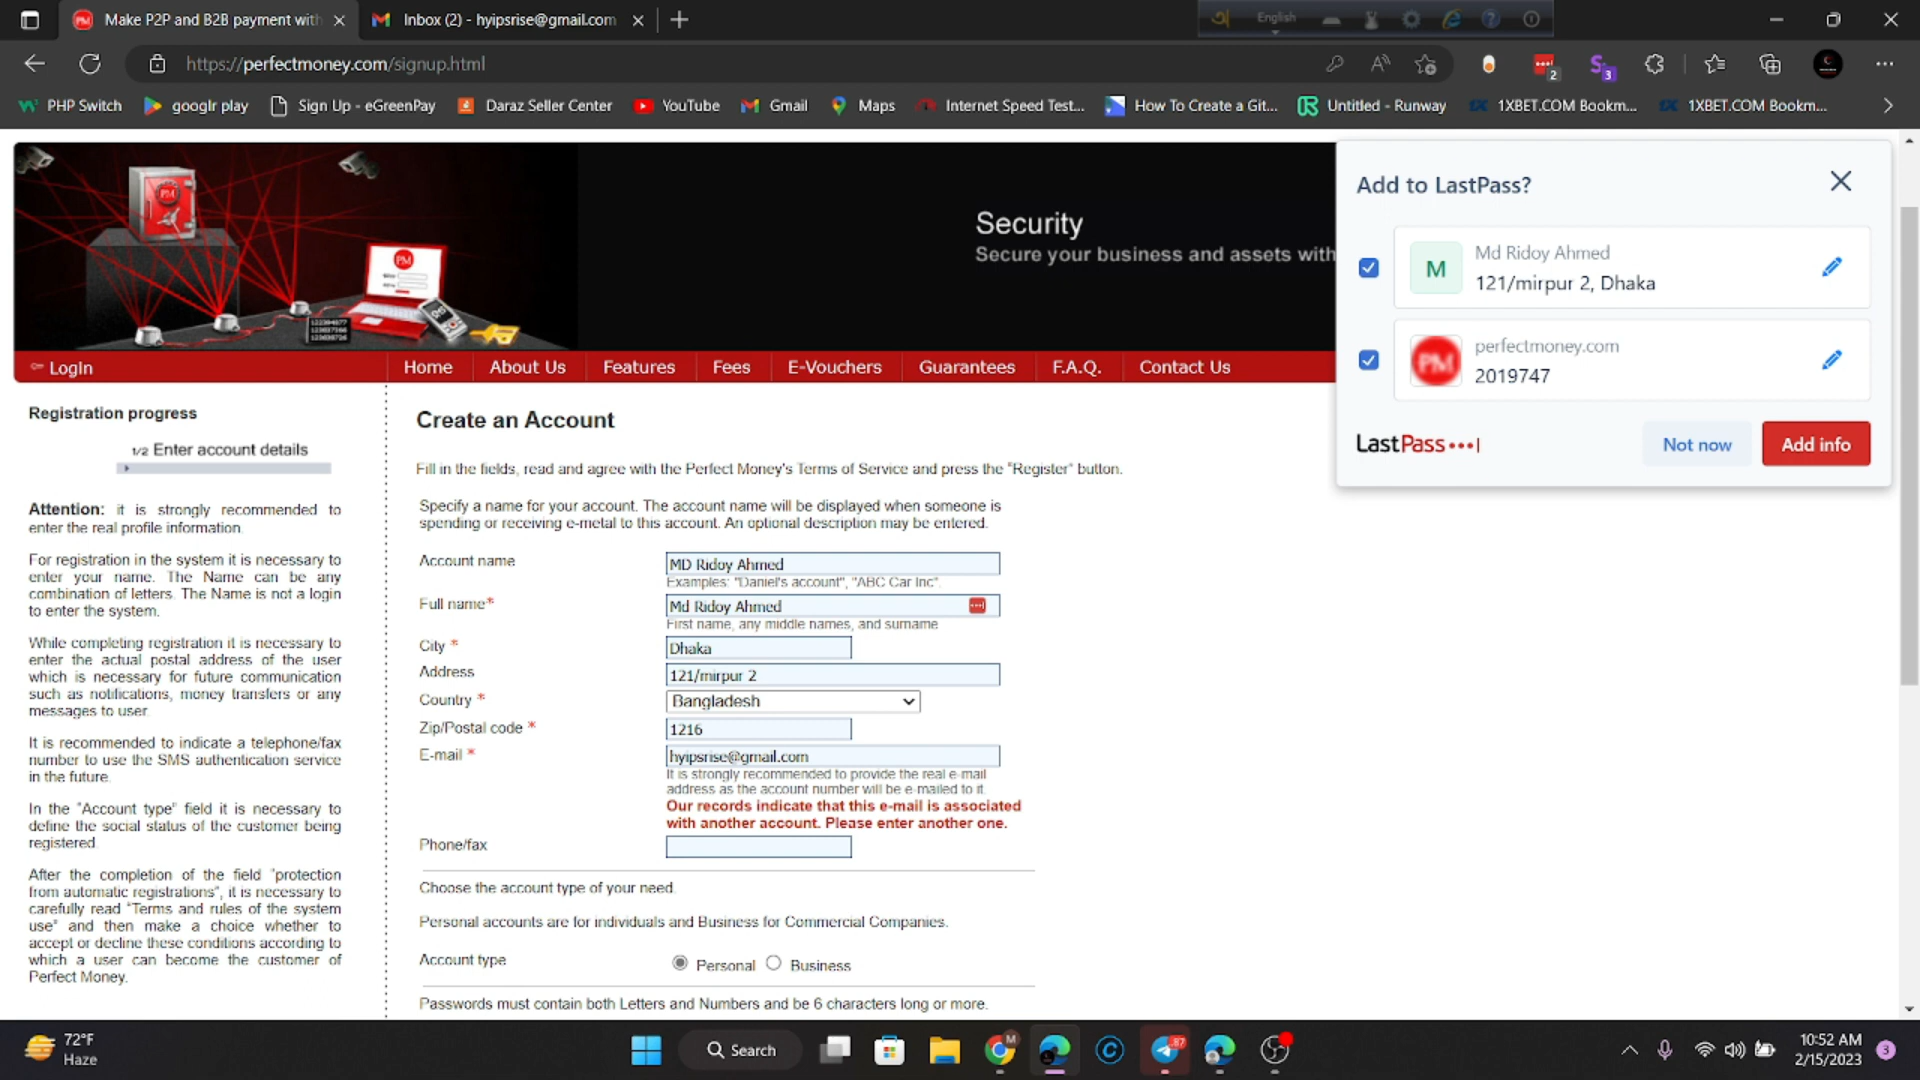 Make P2P and B2B payment with
Inbox (2) - hyipsrise@gmail.com
English
https://perfectmoney.com/signup.html
2
3
PHP Switch
googlr play
Sign Up - eGreenPay
Daraz Seller Center
YouTube
Gmail
Maps
Internet Speed Test...
How To Create a Git...
Untitled - Runway
1XBET.COM Bookm...
1XBET.COM Bookm...
Security
Secure your business and assets with
Login
Home
About Us
Features
Fees
E-Vouchers
Guarantees
F.A.Q.
Contact Us
Add to LastPass?
M
Md Ridoy Ahmed
121/mirpur 2, Dhaka
PM
perfectmoney.com
2019747
LastPass
Not now
Add info
Registration progress
1/2 Enter account details
Attention: it is strongly recommended to
enter the real profile information.
For registration in the system it is necessary to
enter your name. The Name can be any
combination of letters. The Name is not a login
to enter the system.
While completing registration it is necessary to
enter the actual postal address of the user
which is necessary for future communication
such as notifications, money transfers or any
messages to user.
It is recommended to indicate a telephone/fax
number to use the SMS authentication service
in the future.
In the "Account type" field it is necessary to
define the social status of the customer being
registered.
After the completion of the field "protection
from automatic registrations", it is necessary to
carefully read "Terms and rules of the system
use" and then make a choice whether to
accept or decline these conditions according to
which a user can become the customer of
Perfect Money.
Create an Account
Fill in the fields, read and agree with the Perfect Money's Terms of Service and press the "Register" button.
Specify a name for your account. The account name will be displayed when someone is
spending or receiving e-metal to this account. An optional description may be entered.
Account name
MD Ridoy Ahmed
Examples: "Daniel's account", "ABC Car Inc".
Full name*
Md Ridoy Ahmed
First name, any middle names, and surname
City *
Dhaka
Address
121/mirpur 2
Country *
Bangladesh
Zip/Postal code *
1216
E-mail *
hyipsrise@gmail.com
It is strongly recommended to provide the real e-mail
address as the account number will be e-mailed to it.
Our records indicate that this e-mail is associated
with another account. Please enter another one.
Phone/fax
Choose the account type of your need.
Personal accounts are for individuals and Business for Commercial Companies.
Account type
Personal
Business
Passwords must contain both Letters and Numbers and be 6 characters long or more.
72°F
Haze
Search
M
87
10:52 AM
2/15/2023
3